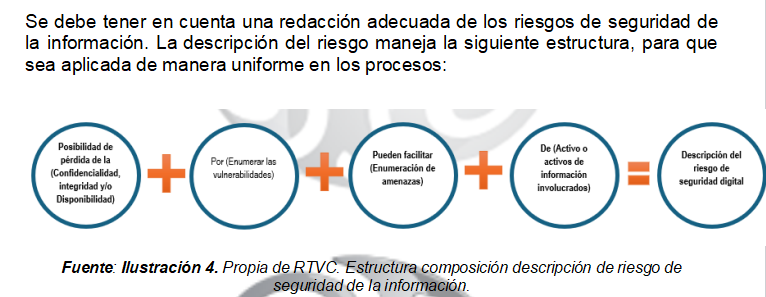 Se debe tener en cuenta una redacción adecuada de los riesgos de seguridad de
la información. La descripción del riesgo maneja la siguiente estructura, para que
sea aplicada de manera uniforme en los procesos:
Posibilidad de
pérdida de la
(Confidencialidad,
integridad y/o
Disponibilidad)
+
Por (Enumerar las
vulnerabilidades)
+
Pueden facilitar
(Enumeración de
amenazas)
+
De (Activo o
activos de
información
involucrados)
=
Descripción del
riesgo de
seguridad digital
Fuente: Ilustración 4. Propia de RTVC. Estructura composición descripción de riesgo de
seguridad de la información.